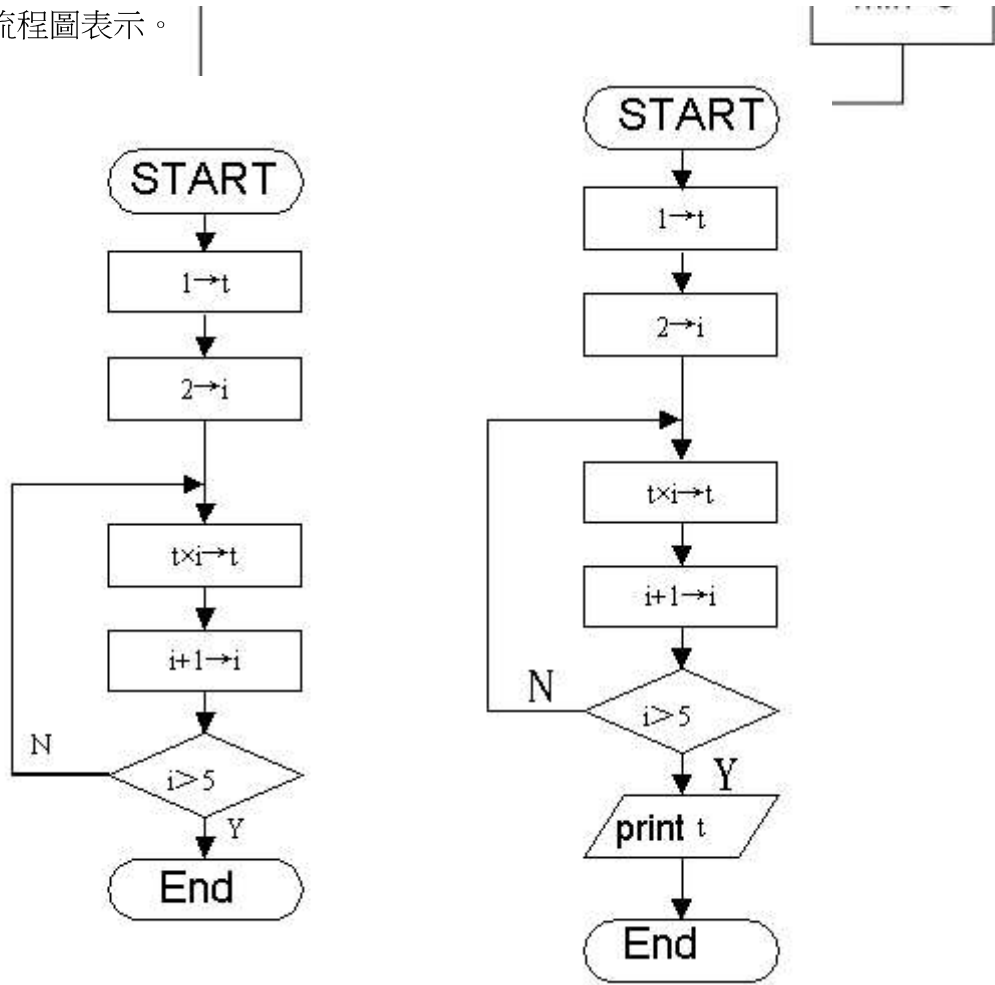 流程圖表示。
START
1→t
2→i
t×i→t
i+1→i
i>5
N
Y
End
START
1→t
2→i
t×i→t
i+1→i
i>5
N
Y
print t
End